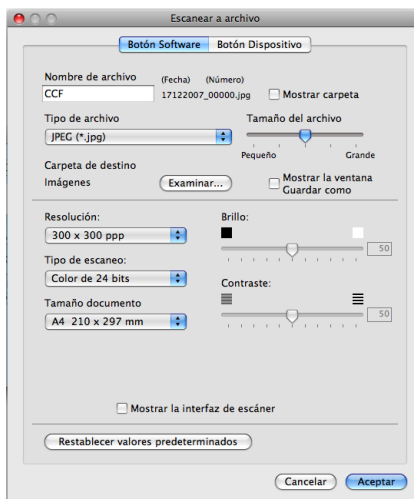 Escanear a archivo
Botón Software Botón Dispositivo
Nombre de archivo (Fecha) (Número)
CCF 17122007_00000.jpg Mostrar carpeta
Tipo de archivo Tamaño del archivo
JPEG (*.jpg)
Pequeño Grande
Carpeta de destino
Imágenes Examinar... Mostrar la ventana
Guardar como
Resolución: Brillo:
300 x 300 ppp
50
Tipo de escaneo:
Color de 24 bits
Contraste:
Tamaño documento
A4 210 x 297 mm 50
Mostrar la interfaz de escáner
Restablecer valores predeterminados
Cancelar Aceptar